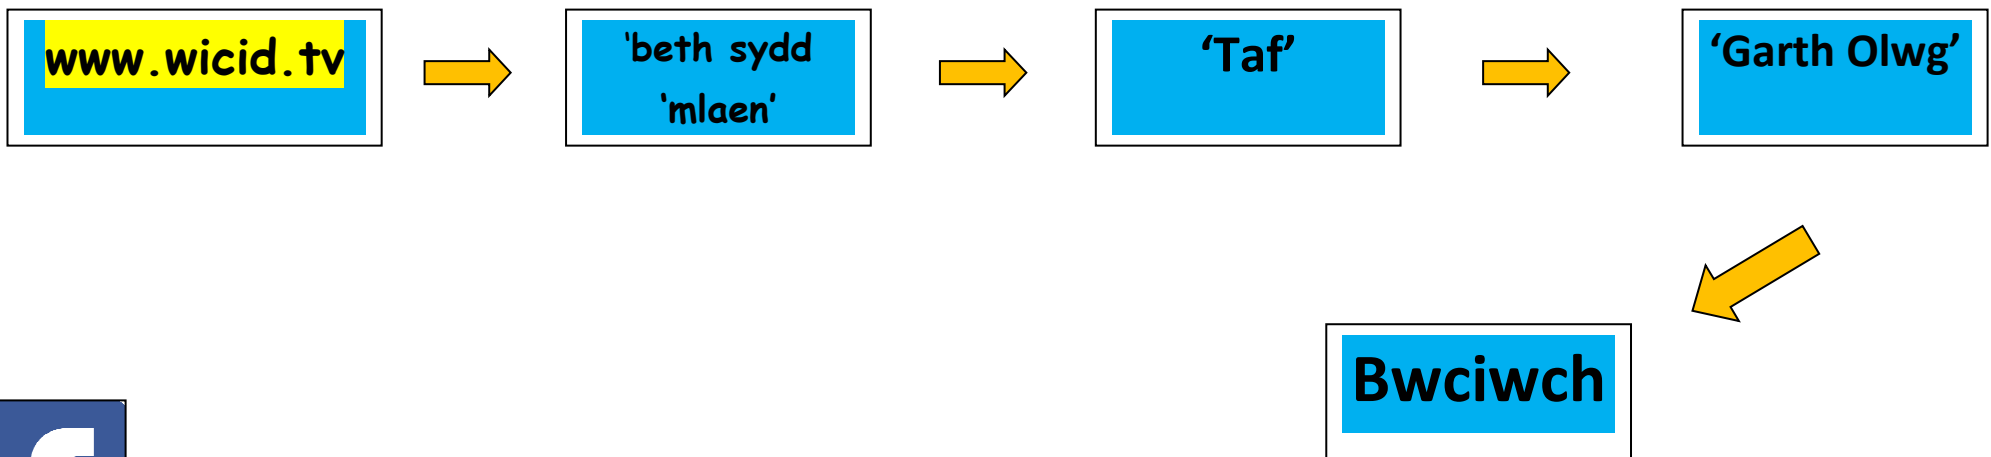 www.wicid.tv
‘beth sydd
‘mlaen’
‘Taf’
‘Garth Olwg’
Bwciwch